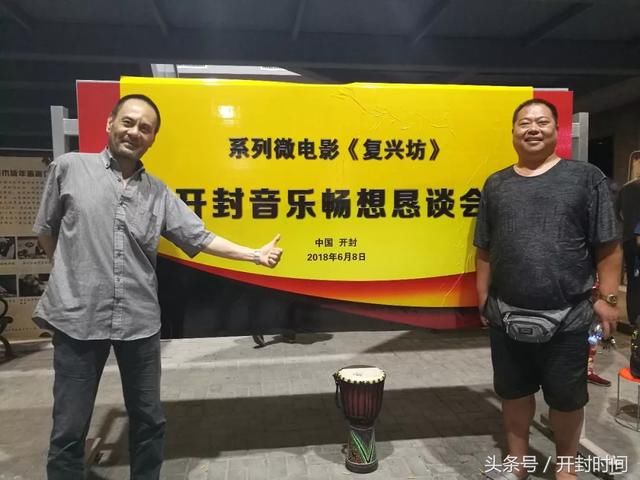 系列微电影《复兴坊》
开封音乐畅想恳谈会
中国 开封
2018年6月8日
头条号 / 开封时间